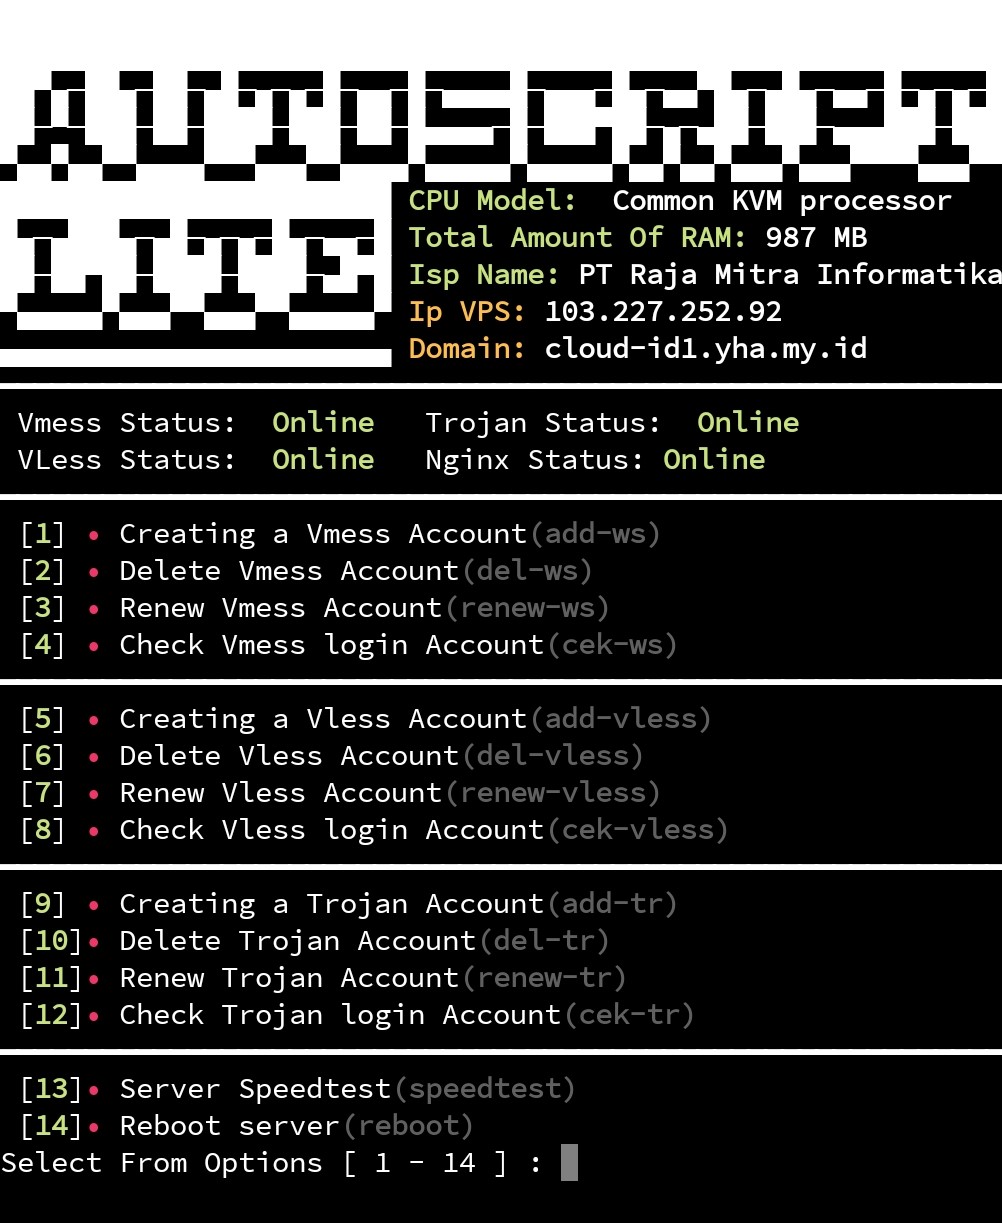 AUTOSCRIPT
LITE
CPU Model:  Common KVM processor
Total Amount Of RAM: 987 MB
Isp Name: PT Raja Mitra Informatika
Ip VPS: 103.227.252.92
Domain: cloud-id1.yha.my.id
Vmess Status:  Online   Trojan Status:  Online
VLess Status:  Online   Nginx Status: Online
[1] • Creating a Vmess Account(add-ws)
[2] • Delete Vmess Account(del-ws)
[3] • Renew Vmess Account(renew-ws)
[4] • Check Vmess login Account(cek-ws)
[5] • Creating a Vless Account(add-vless)
[6] • Delete Vless Account(del-vless)
[7] • Renew Vless Account(renew-vless)
[8] • Check Vless login Account(cek-vless)
[9] • Creating a Trojan Account(add-tr)
[10]• Delete Trojan Account(del-tr)
[11]• Renew Trojan Account(renew-tr)
[12]• Check Trojan login Account(cek-tr)
[13]• Server Speedtest(speedtest)
[14]• Reboot server(reboot)
Select From Options [ 1 - 14 ] :